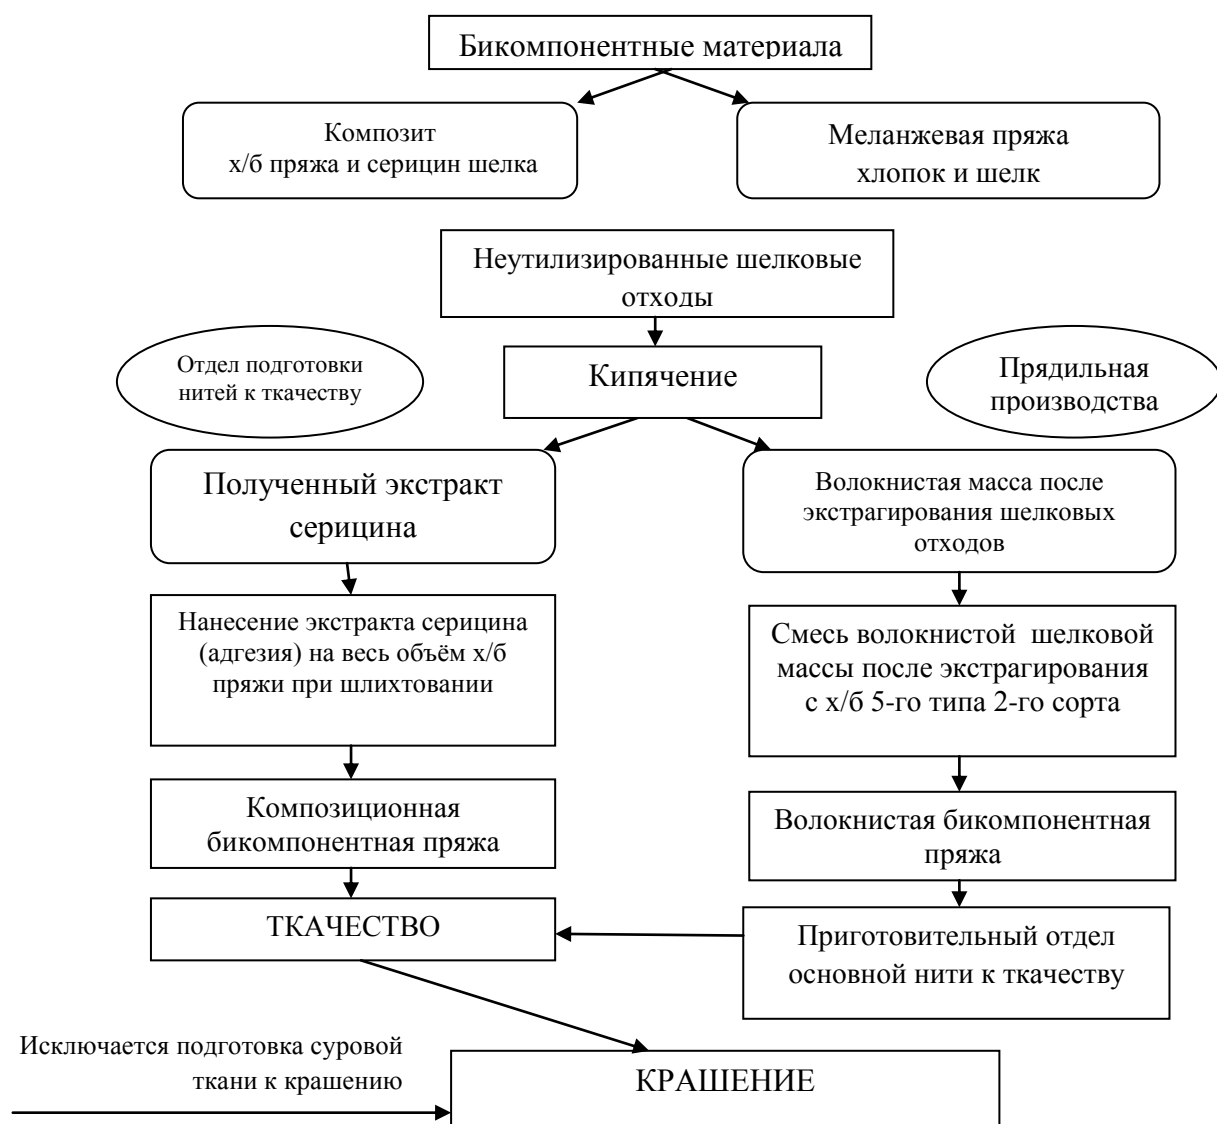 Бикомпонентные материала
Композит
х/б пряжа и серицин шелка
Меланжевая пряжа
хлопок и шелк
Неутилизированные шелковые
отходы
Отдел подготовки
нитей к ткачеству
Кипячение
Прядильная
производства
Полученный экстракт
серицина
Волокнистая масса после
экстрагирования шелковых
отходов
Нанесение экстракта серицина
(адгезия) на весь объём х/б
пряжи при шлихтовании
Смесь волокнистой шелковой
массы после экстрагирования
с х/б 5-го типа 2-го сорта
Композиционная
бикомпонентная пряжа
Волокнистая бикомпонентная
пряжа
ТКАЧЕСТВО
Приготовительный отдел
основной нити к ткачеству
Исключается подготовка суровой
ткани к крашению
КРАШЕНИЕ